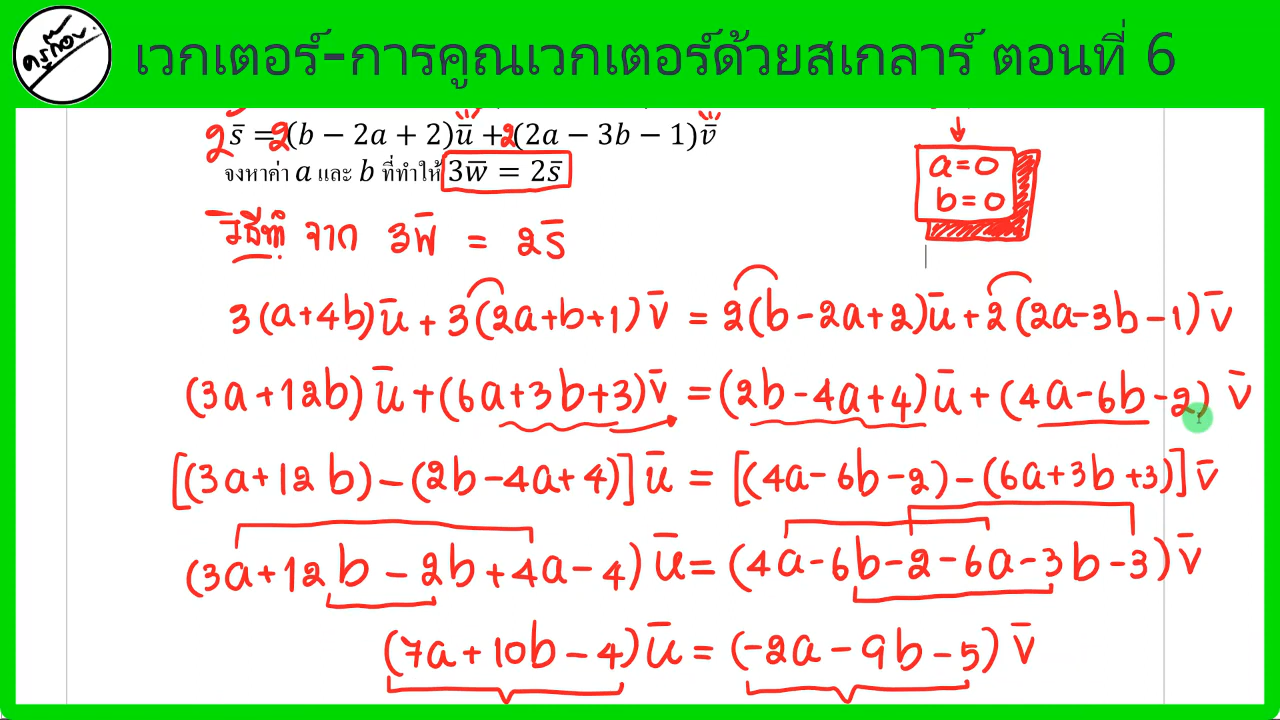 ครูก๊อบ.
เวกเตอร์-การคูณเวกเตอร์ด้วยสเกลาร์ ตอนที่ 6
2s̄ = 2(b − 2a + 2)ū + 2(2a − 3b − 1)v̄
จงหาค่า a และ b ที่ทำให้ 3w̄ = 2s̄
a=0
b=0
วิธีทำ จาก 3w̄ = 2s̄
3(a+4b)ū + 3(2a+b+1)v̄ = 2(b-2a+2)ū + 2(2a-3b-1)v̄
(3a+12b)ū + (6a+3b+3)v̄ = (2b-4a+4)ū + (4a-6b-2)v̄
[(3a+12b)-(2b-4a+4)]ū = [(4a-6b-2)-(6a+3b+3)]v̄
(3a+12b-2b+4a-4)ū = (4a-6b-2-6a-3b-3)v̄
(7a+10b-4)ū = (-2a-9b-5)v̄